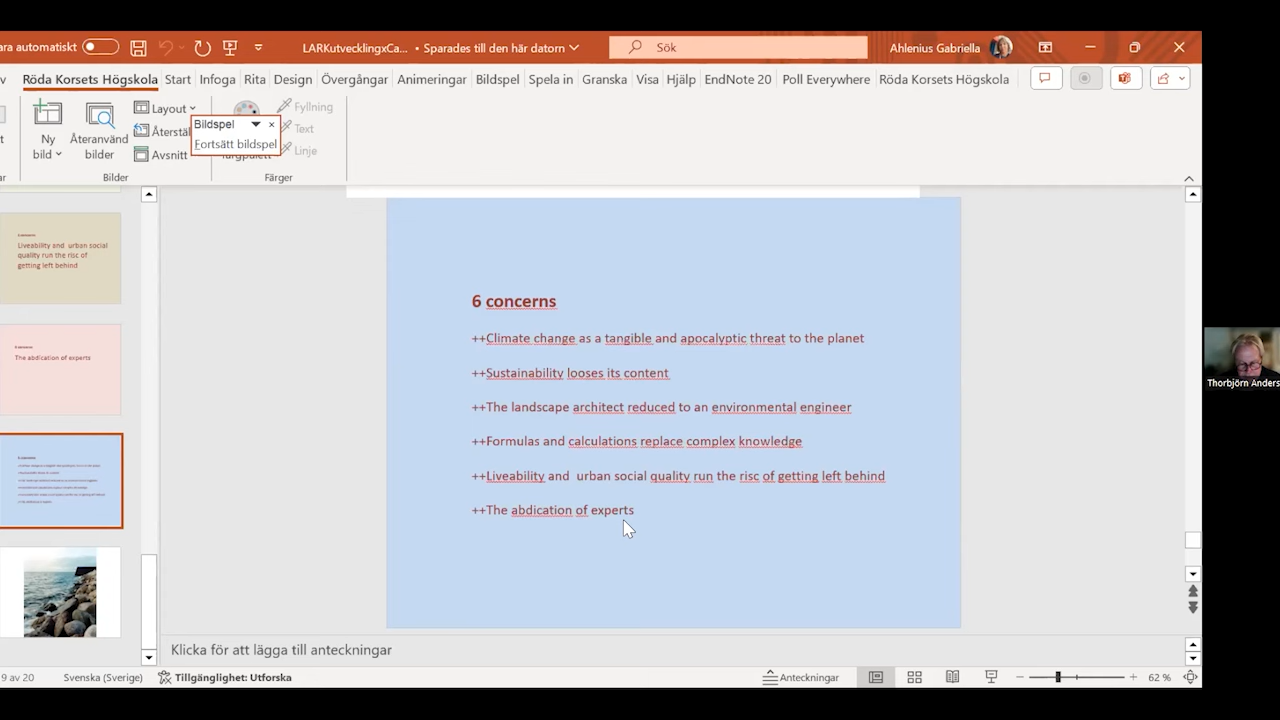 ara automatiskt
LARKutvecklingxCa... • Sparades till den här datorn
Sök
Ahlenius Gabriella
v Röda Korsets Högskola Start Infoga Rita Design Övergångar Animeringar Bildspel Spela in Granska Visa Hjälp EndNote 20 Poll Everywhere Röda Korsets Högskola
Ny bild
Återanvänd bilder
Layout
Återstäl
Avsnitt
Bilder
Bildspel
Fortsätt bildspel
Fyllning
Text
Linje
Färger
Liveability and urban social
quality run the risc of
getting left behind
The abdication of experts
6 concerns
++Climate change as a tangible and apocalyptic threat to the planet
++Sustainability looses its content
++The landscape architect reduced to an environmental engineer
++Formulas and calculations replace complex knowledge
++Liveability and urban social quality run the risc of getting left behind
++The abdication of experts
Thorbjörn Anders
Klicka för att lägga till anteckningar
9 av 20
Svenska (Sverige)
Tillgänglighet: Utforska
Anteckningar
62 %